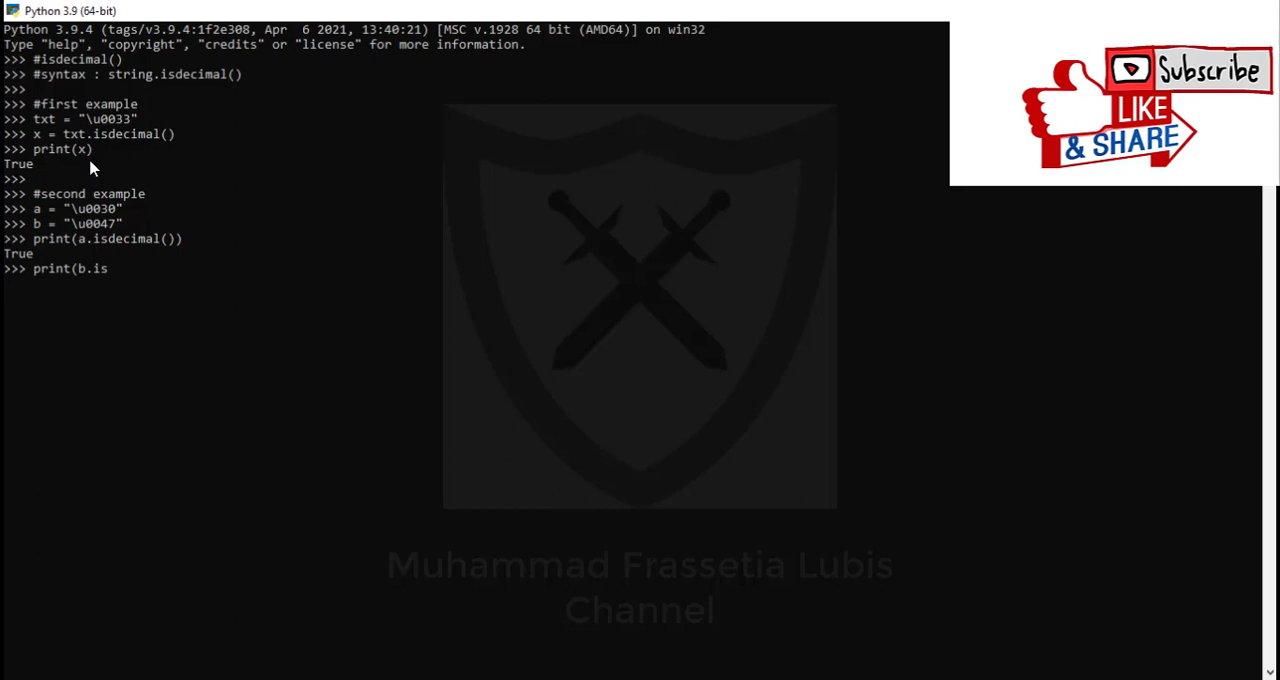 Python 3.9 (64-bit)
Python 3.9.4 (tags/v3.9.4:1f2e308, Apr  6 2021, 13:40:21) [MSC v.1928 64 bit (AMD64)] on win32
Type "help", "copyright", "credits" or "license" for more information.
>>> #isdecimal()
>>> #syntax : string.isdecimal()
>>>
>>> #first example
>>> txt = "\u0033"
>>> x = txt.isdecimal()
>>> print(x)
True
>>>
>>> #second example
>>> a = "\u0030"
>>> b = "\u0047"
>>> print(a.isdecimal())
True
>>> print(b.is
Subscribe
LIKE
& SHARE
Muhammad Frassetia Lubis
Channel